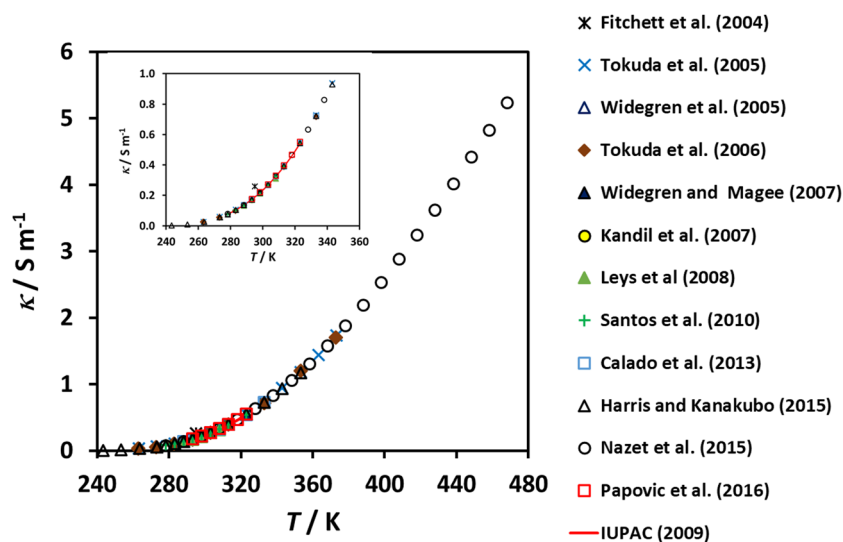 Fitchett et al. (2004)
Tokuda et al. (2005)
Widegren et al. (2005)
Tokuda et al. (2006)
Widegren and Magee (2007)
Kandil et al. (2007)
Leys et al (2008)
Santos et al. (2010)
Calado et al. (2013)
Harris and Kanakubo (2015)
Nazet et al. (2015)
Papovic et al. (2016)
IUPAC (2009)
κ / S m⁻¹
6
5
4
3
2
1
0
240 280 320 360 400 440 480
T / K
κ / S m⁻¹
1.0
0.8
0.6
0.4
0.2
0.0
240 260 280 300 320 340 360
T / K